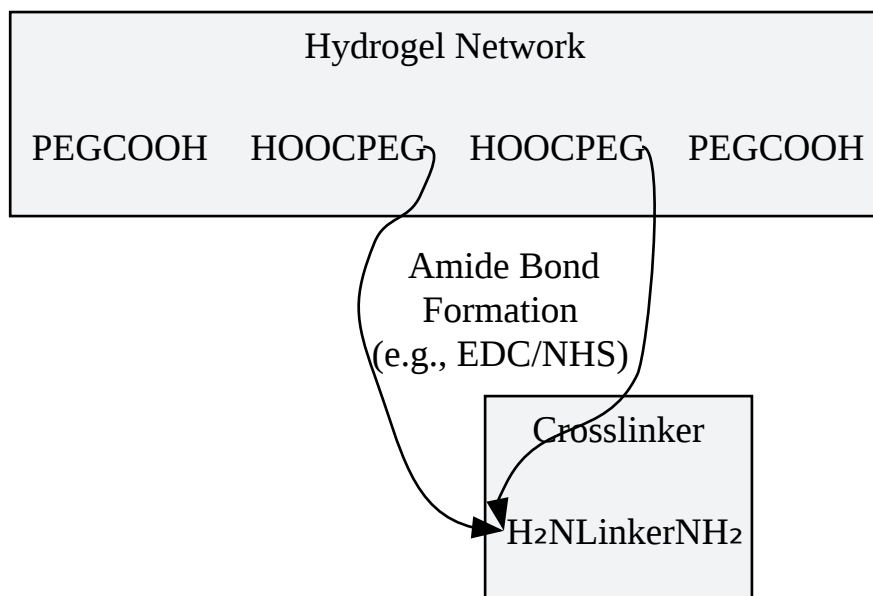 Hydrogel Network
PEGCOOH HOOCPEG HOOCPEG PEGCOOH
Amide Bond
Formation
(e.g., EDC/NHS)
Crosslinker
H₂NLinkerNH₂